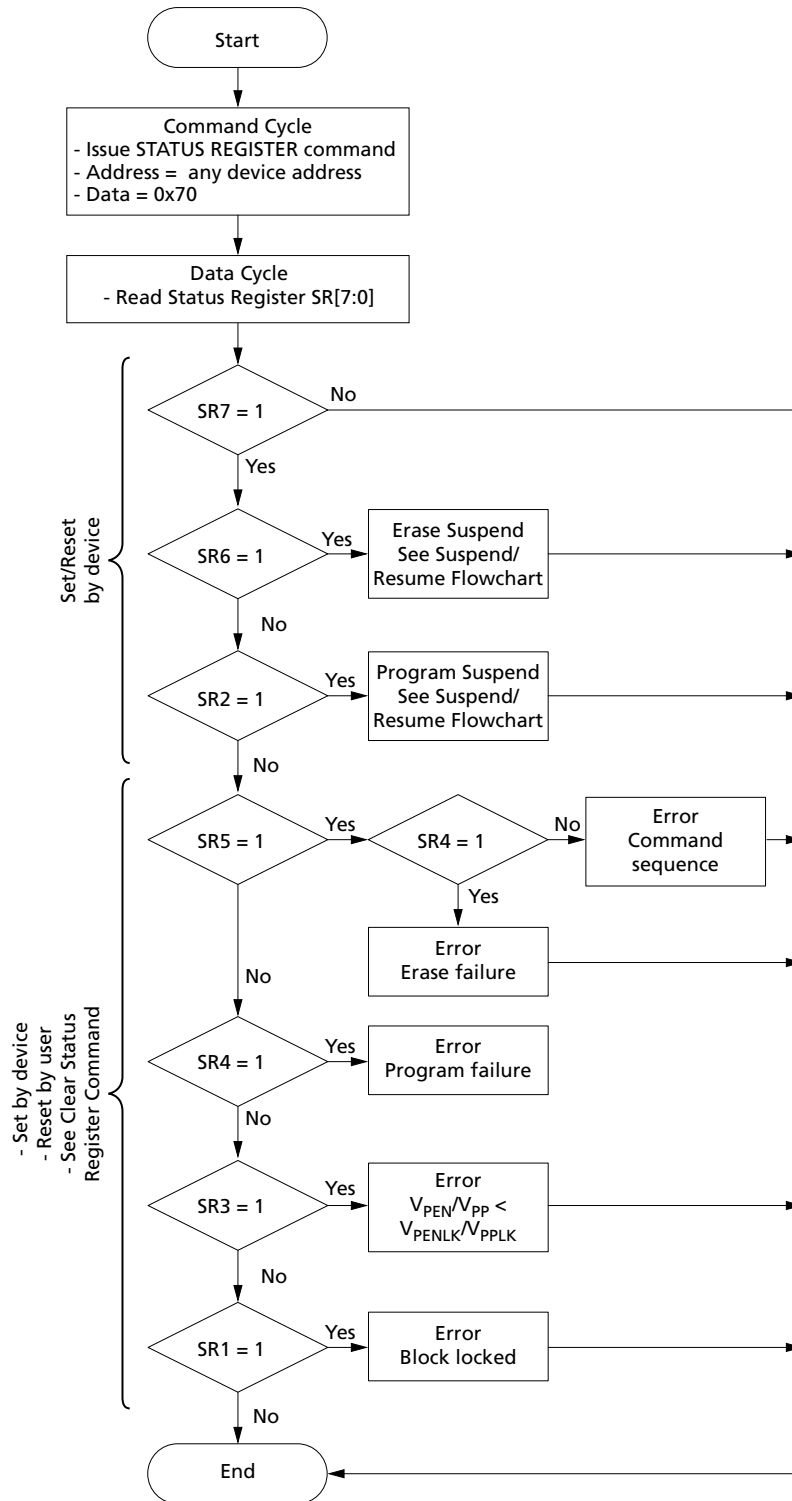 Start
Command Cycle
- Issue STATUS REGISTER command
- Address = any device address
- Data = 0x70
Data Cycle
- Read Status Register SR[7:0]
Set/Reset
by device
SR7 = 1
No
Yes
SR6 = 1
Yes
Erase Suspend
See Suspend/
Resume Flowchart
No
SR2 = 1
Yes
Program Suspend
See Suspend/
Resume Flowchart
No
- Set by device
- Reset by user
- See Clear Status
Register Command
SR5 = 1
Yes
SR4 = 1
No
Error
Command
sequence
Yes
Error
Erase failure
No
SR4 = 1
Yes
Error
Program failure
No
SR3 = 1
Yes
Error
VPEN/VPP <
VPENLK/VPPLK
No
SR1 = 1
Yes
Error
Block locked
No
End